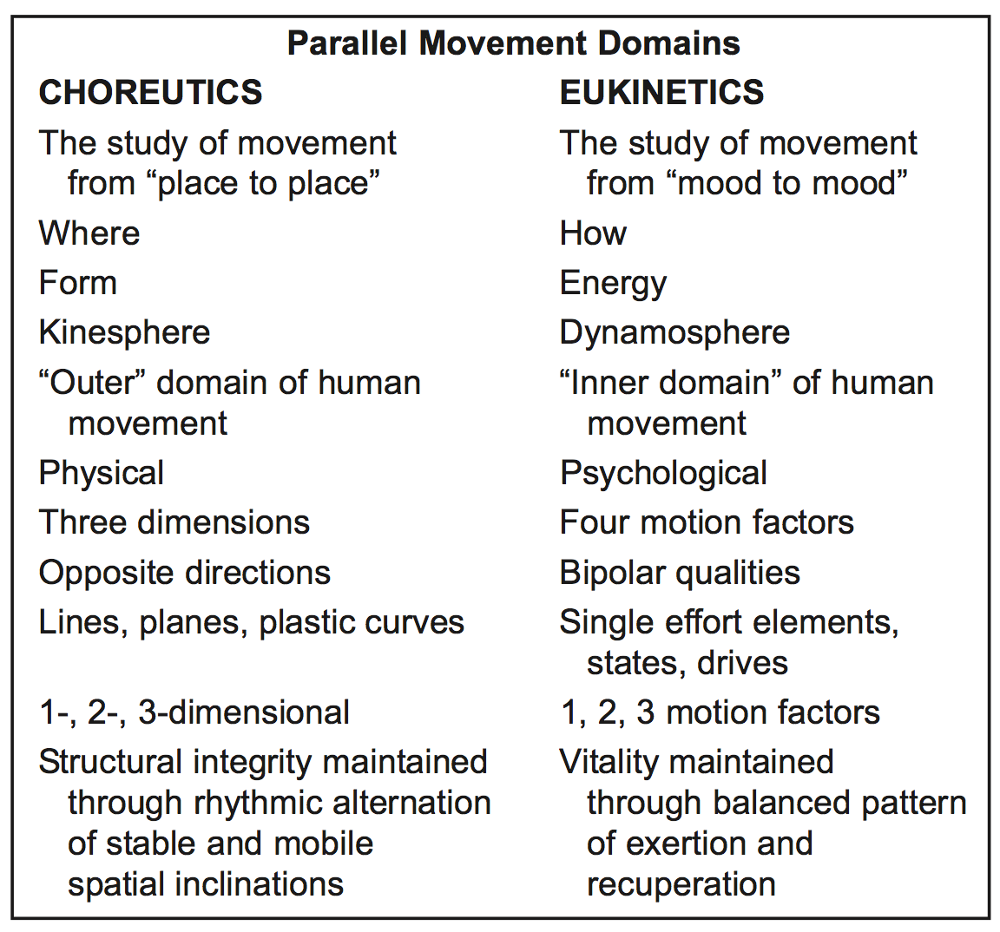 Parallel Movement Domains
CHOREUTICS
The study of movement
from “place to place”
Where
Form
Kinesphere
“Outer” domain of human
movement
Physical
Three dimensions
Opposite directions
Lines, planes, plastic curves
1-, 2-, 3-dimensional
Structural integrity maintained
through rhythmic alternation
of stable and mobile
spatial inclinations
EUKINETICS
The study of movement
from “mood to mood”
How
Energy
Dynamosphere
“Inner domain” of human
movement
Psychological
Four motion factors
Bipolar qualities
Single effort elements,
states, drives
1, 2, 3 motion factors
Vitality maintained
through balanced pattern
of exertion and
recuperation